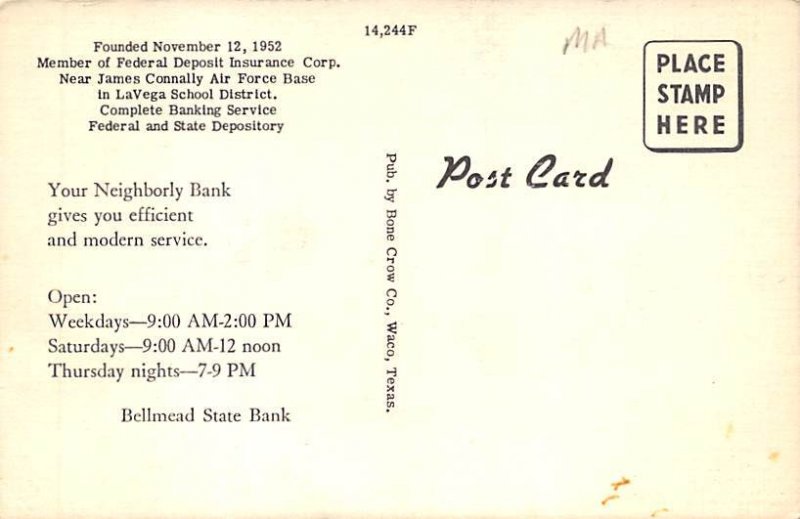 14,244F
Founded November 12, 1952
Member of Federal Deposit Insurance Corp.
Near James Connally Air Force Base
in LaVega School District.
Complete Banking Service
Federal and State Depository
Your Neighborly Bank
gives you efficient
and modern service.
Open:
Weekdays—9:00 AM-2:00 PM
Saturdays—9:00 AM-12 noon
Thursday nights—7-9 PM
Bellmead State Bank
Pub. by Bone Crow Co., Waco, Texas.
MA
PLACE
STAMP
HERE
Post Card